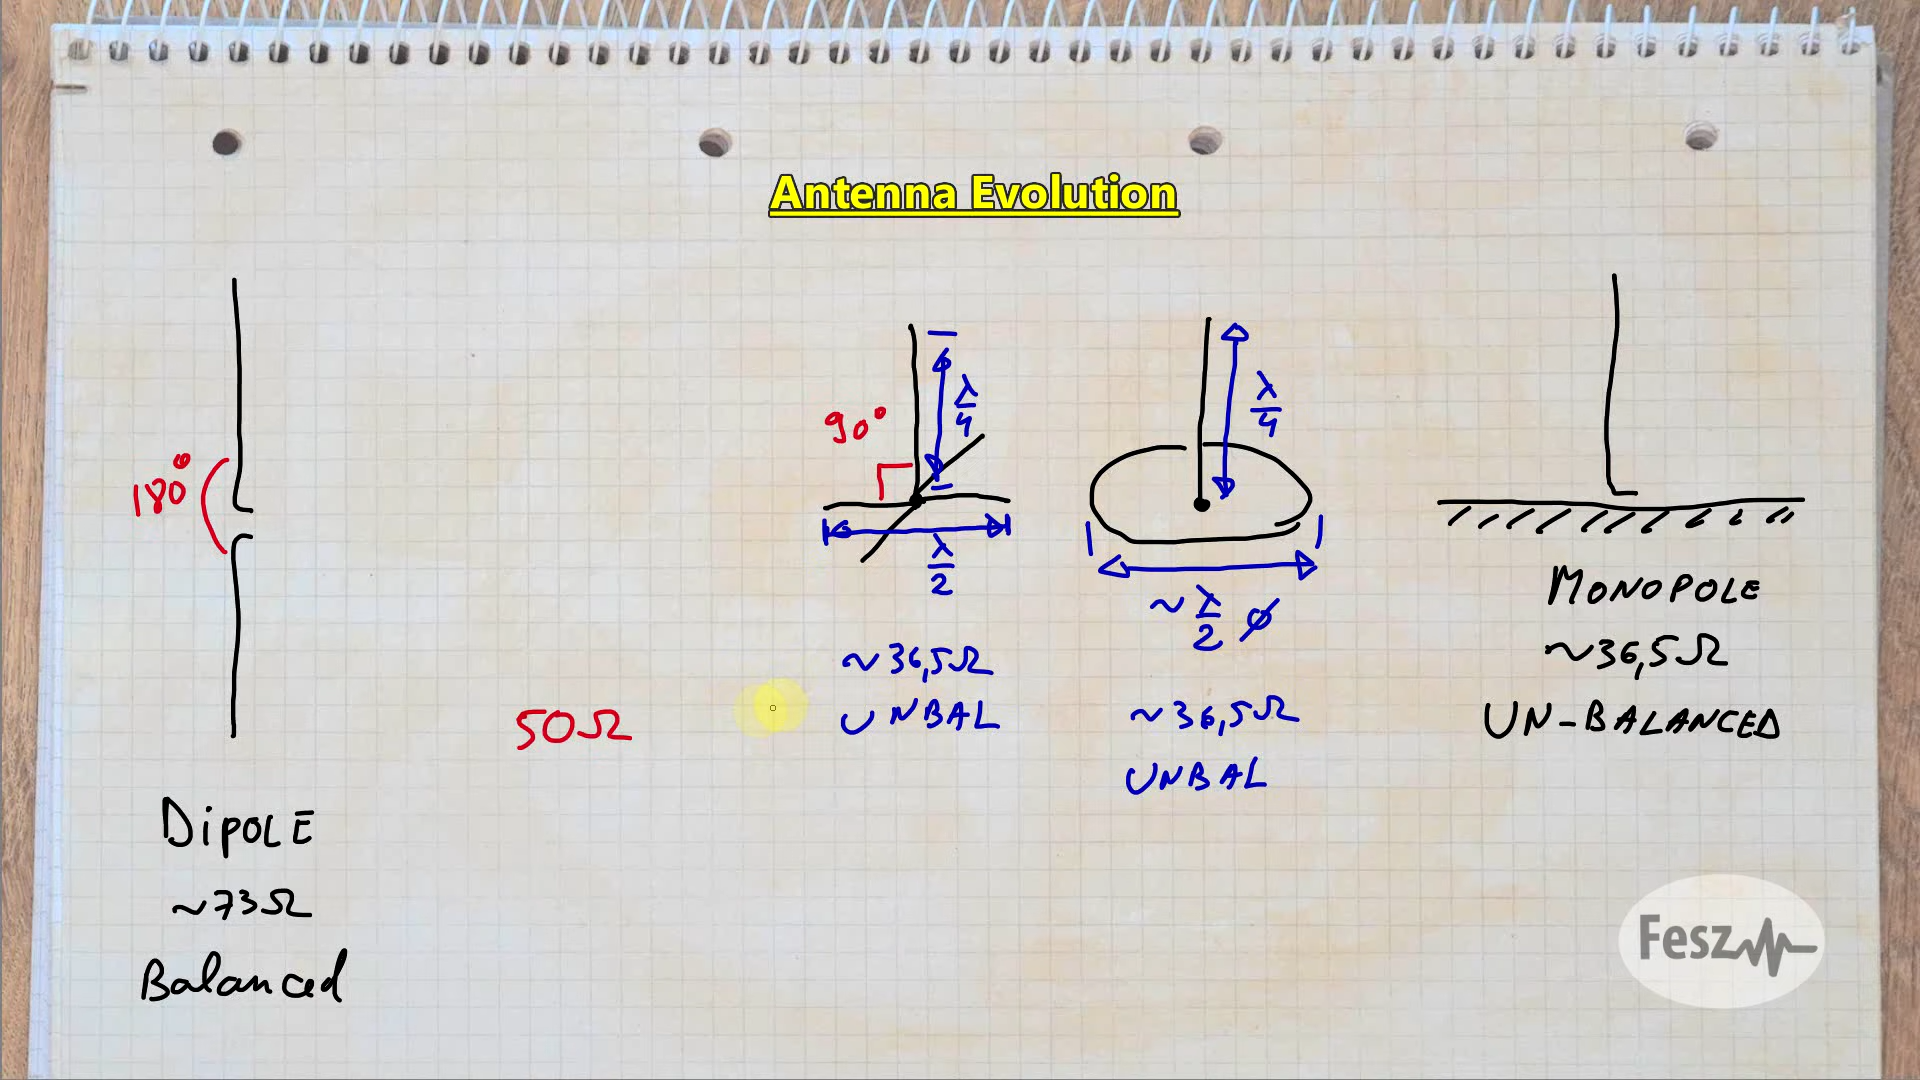 Antenna Evolution
180°
DiPOLE
~73Ω
Balanced
50Ω
90°
λ/4
λ/2
~36,5Ω
UNBAL
λ/4
~λ/2 ø
~36,5Ω
UNBAL
MONOPOLE
~36,5Ω
UN-BALANCED
Fesz